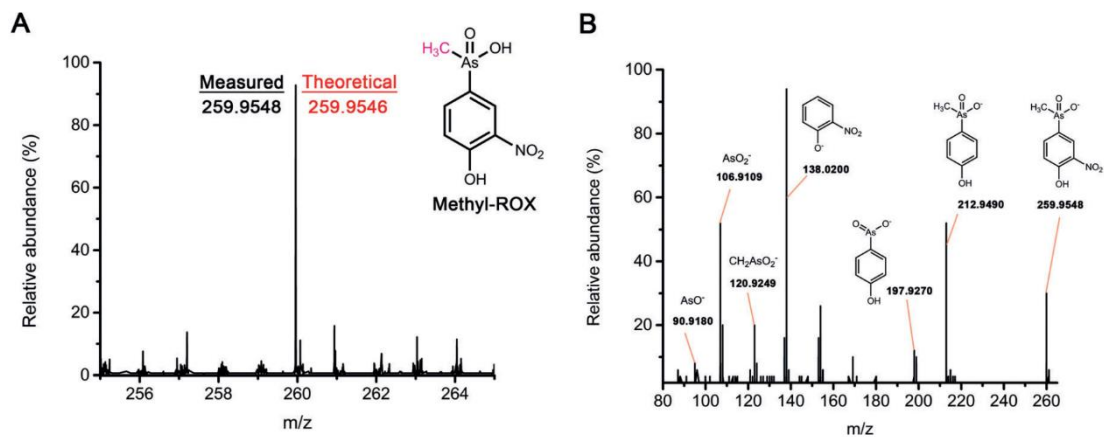 A
Relative abundance (%)
100
80
60
40
20
0
256
258
260
262
264
m/z
Measured
259.9548
Theoretical
259.9546
H₃C
O
As
OH
NO₂
OH
Methyl-ROX
B
Relative abundance (%)
100
80
60
40
20
80
100
120
140
160
180
200
220
240
260
m/z
AsO⁻
90.9180
AsO₂⁻
106.9109
CH₂AsO₂⁻
120.9249
NO₂
O⁻
138.0200
O
As
O⁻
OH
197.9270
H₃C
O
As
O⁻
OH
212.9490
H₃C
O
As
O⁻
NO₂
OH
259.9548